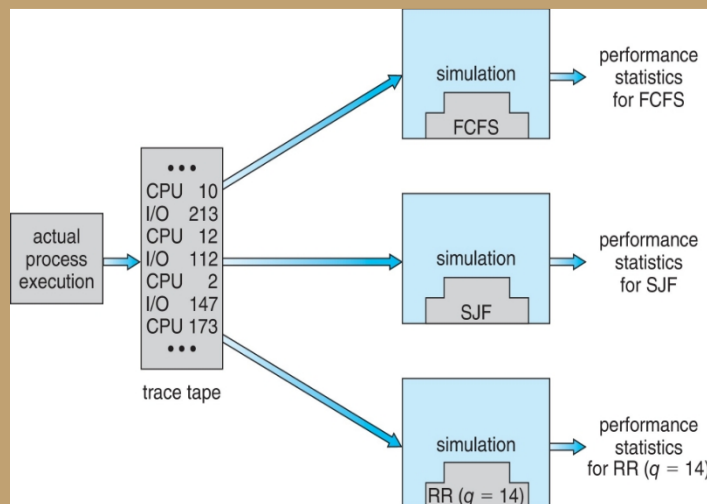 actual
process
execution
• • •
CPU 10
I/O 213
CPU 12
I/O 112
CPU 2
I/O 147
CPU 173
• • •
trace tape
simulation
FCFS
performance
statistics
for FCFS
simulation
SJF
performance
statistics
for SJF
simulation
RR (q = 14)
performance
statistics
for RR (q = 14)